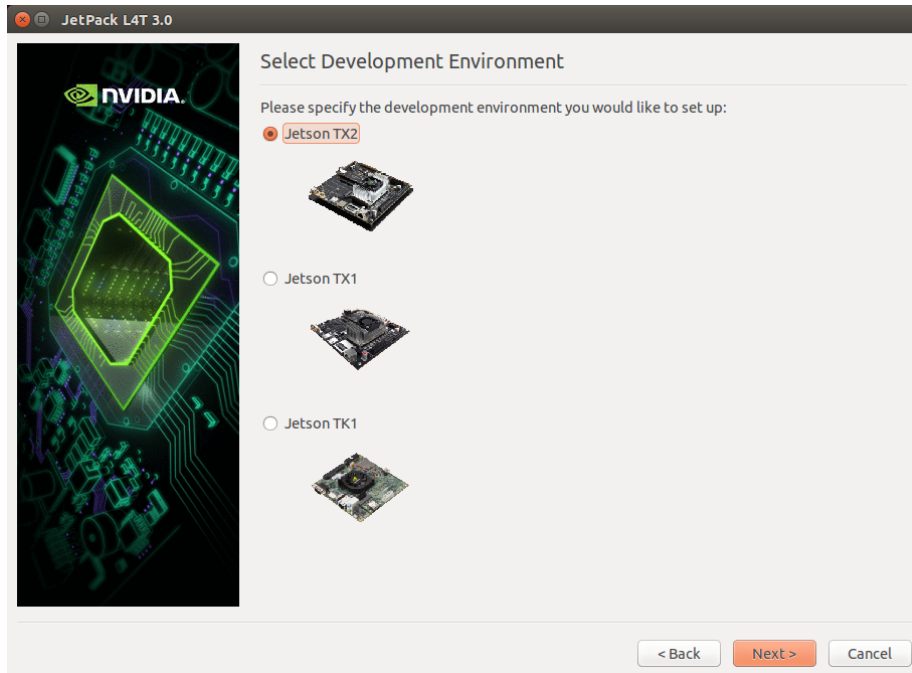 JetPack L4T 3.0
NVIDIA.
Select Development Environment
Please specify the development environment you would like to set up:
Jetson TX2
Jetson TX1
Jetson TK1
< Back
Next >
Cancel